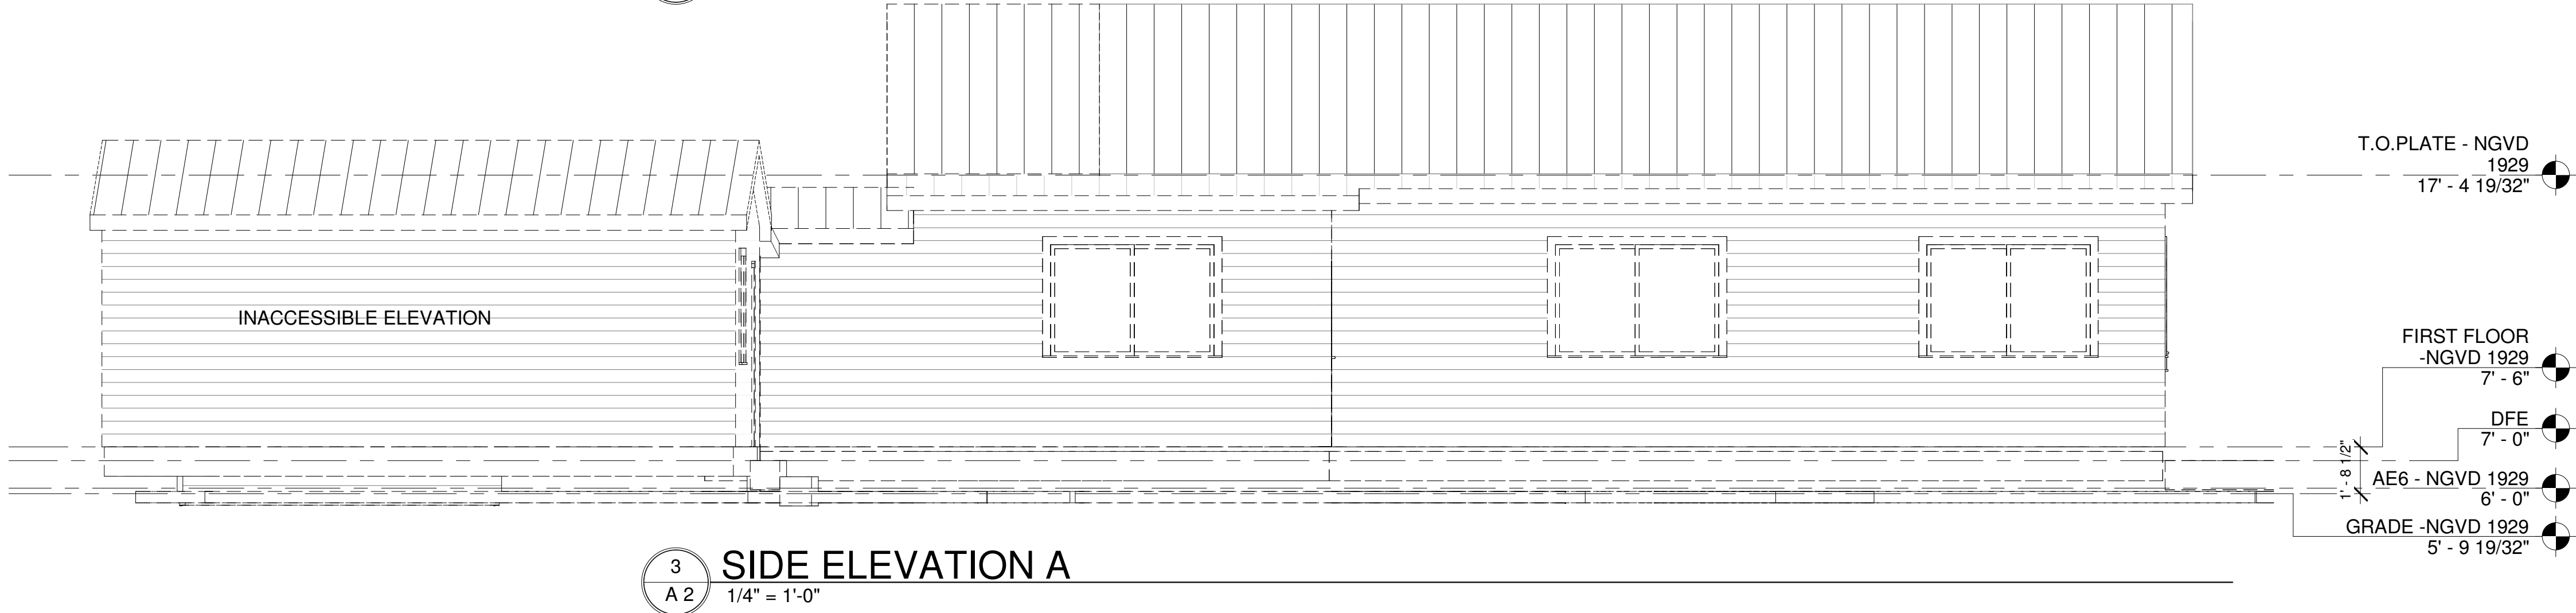 T.O.PLATE - NGVD
1929
17' - 4 19/32"
INACCESSIBLE ELEVATION
FIRST FLOOR
-NGVD 1929
7' - 6"
DFE
7' - 0"
1' - 8 1/2"
AE6 - NGVD 1929
6' - 0"
GRADE -NGVD 1929
5' - 9 19/32"
3
A 2
SIDE ELEVATION A
1/4" = 1'-0"